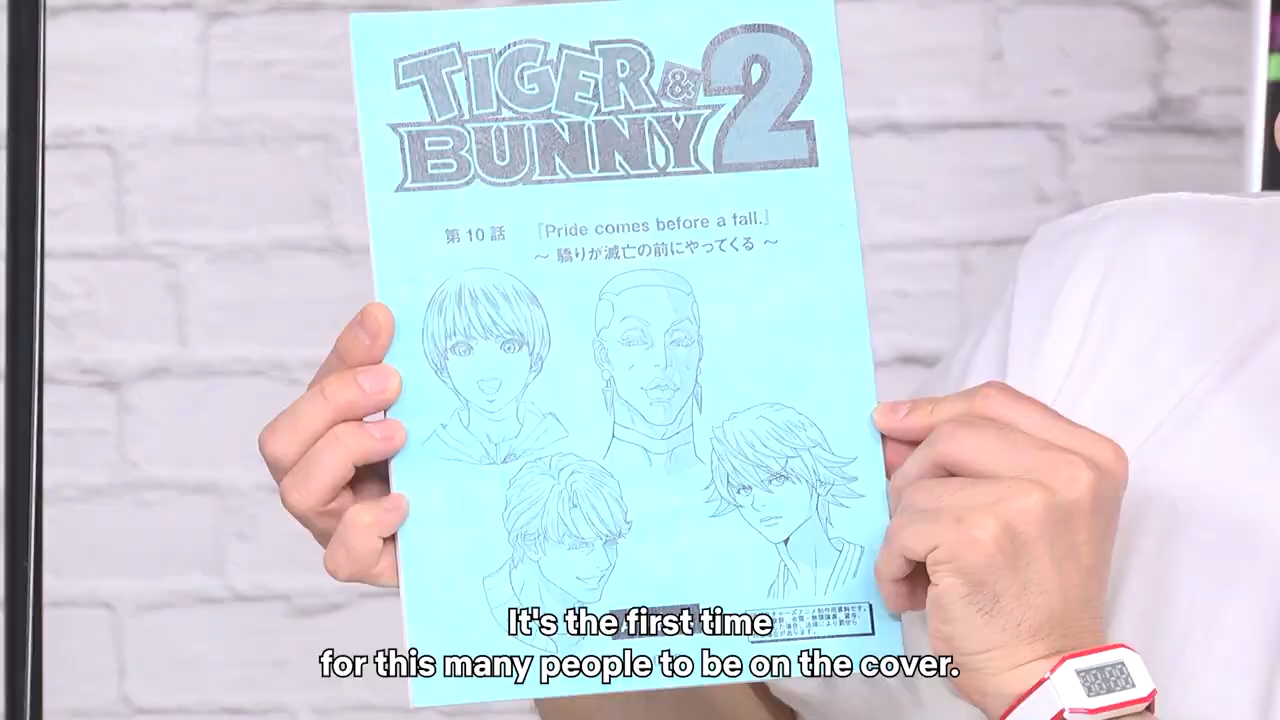 TIGER &
BUNNY 2
第10話 『Pride comes before a fall.』
~ 驕りが滅亡の前にやってくる ~
It's the first time
for this many people to be on the cover.